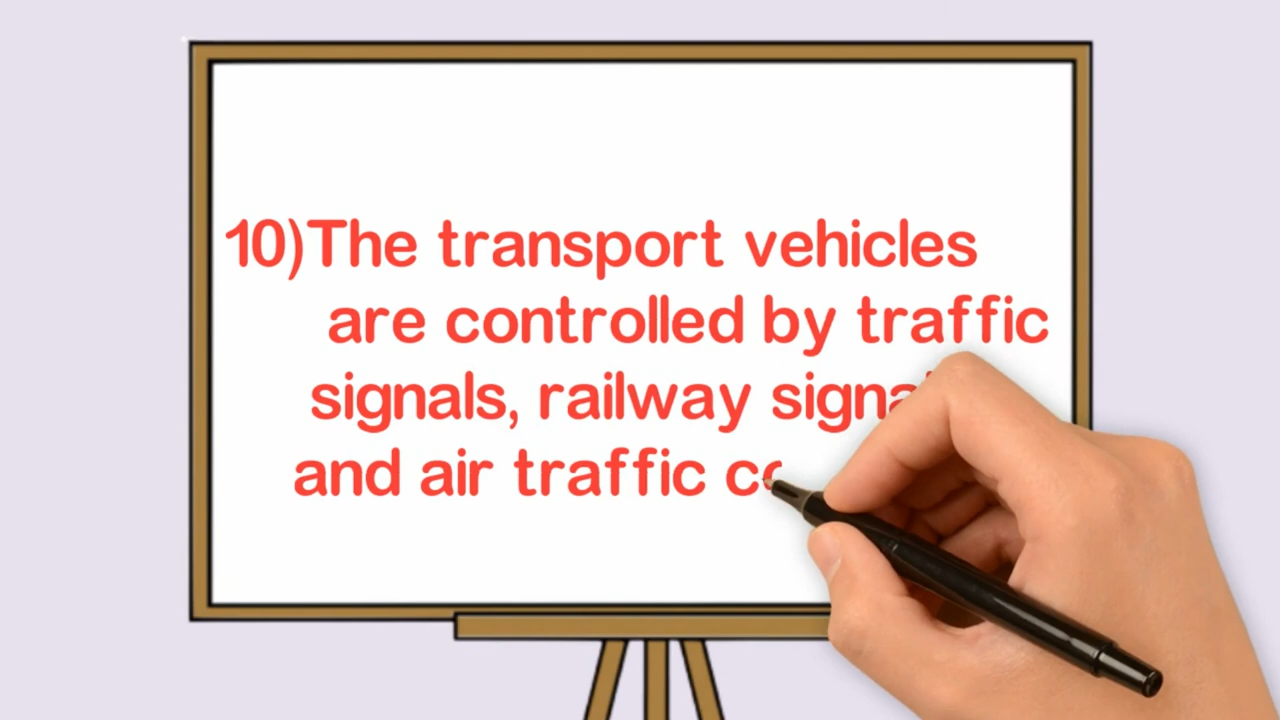 10)The transport vehicles
are controlled by traffic
signals, railway
and air traffic